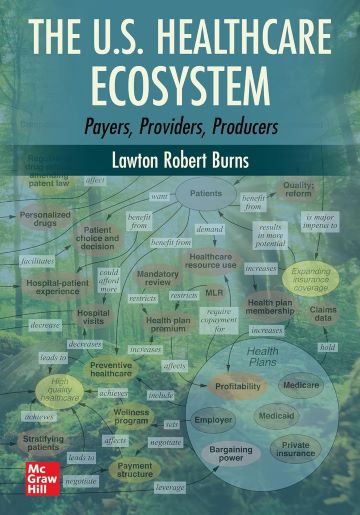 THE U.S. HEALTHCARE
ECOSYSTEM
Payers, Providers, Producers
Lawton Robert Burns
amending
patent law
affect
want
Patients
benefit
from
Quality;
reform
Personalized
drugs
benefit
from
Patient
choice and
decision
demand
results
in more
potential
is major
impetus to
benefit from
facilitates
Healthcare
resource use
increases
Expanding
insurance
coverage
Hospital-patient
experience
could
afford
more
Mandatory
review
restricts
restricts
MLR
Health plan
membership
Claims
data
Hospital
visits
Health plan
premium
require
copayment
for
increases
decrease
decreases
increases
hold
leads to
affects
Health
Plans
Preventive
healthcare
High quality
healthcare
achieves
include
Profitability
Medicare
achieves
Wellness
program
sets
Employer
Medicaid
Stratifying
patients
affects
negotiate
Bargaining
power
Private
insurance
leads to
negotiate
Payment
structure
leverage
Mc
Graw
Hill